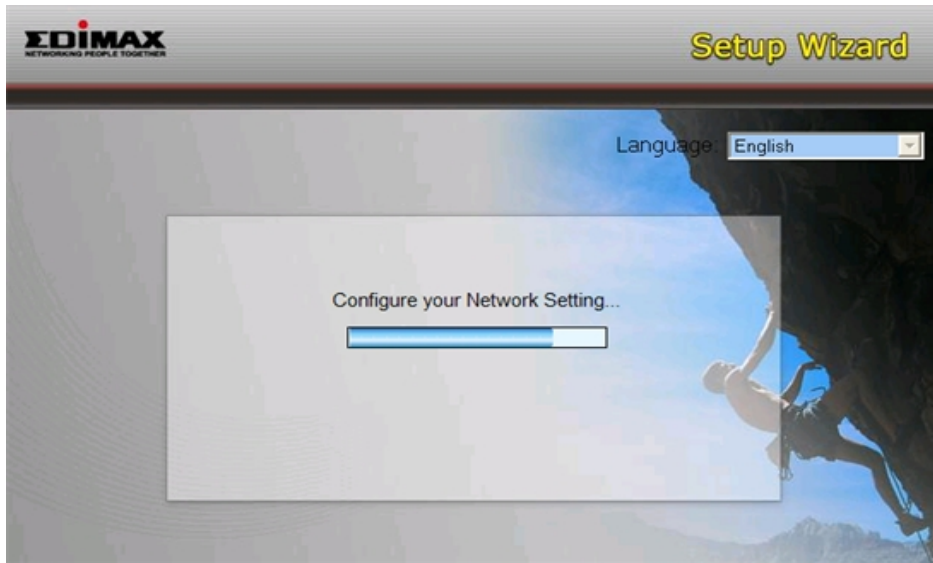 EDIMAX
NETWORKING PEOPLE TOGETHER
Setup Wizard
Language: English
Configure your Network Setting...